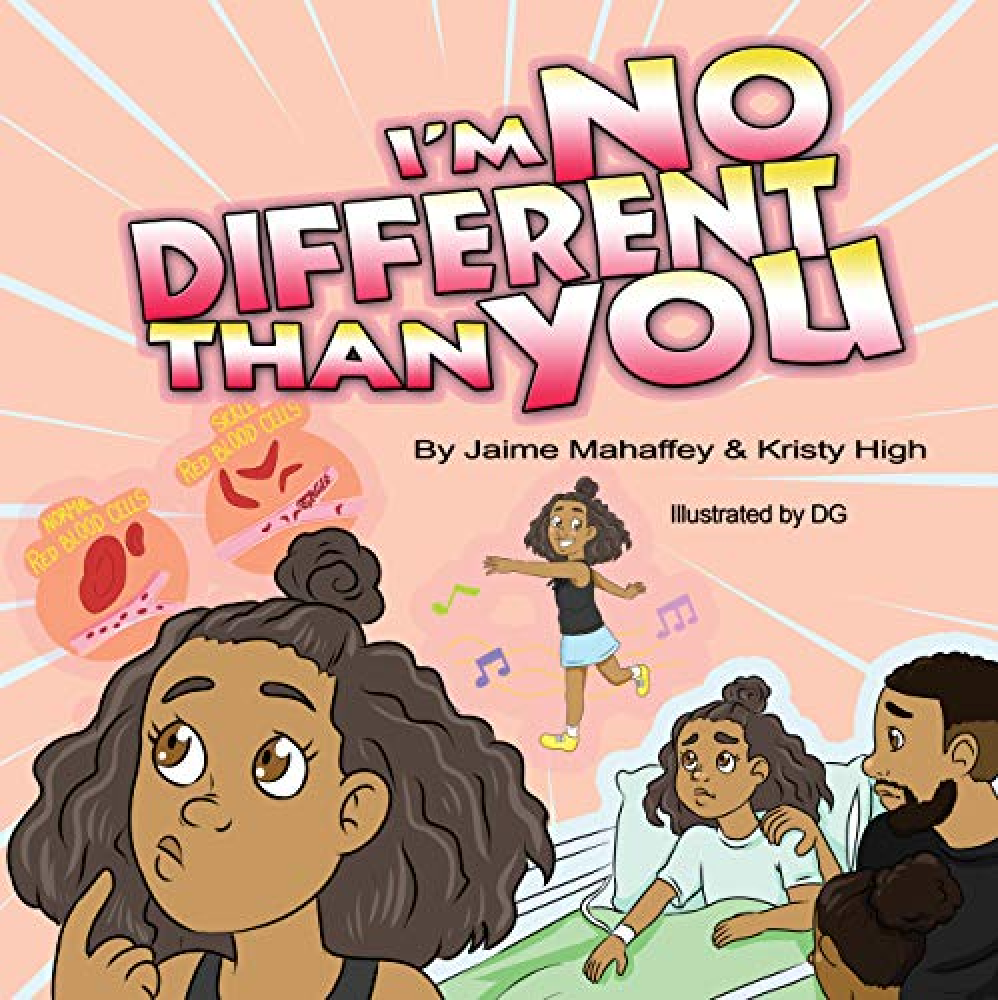 I'M NO
DIFFERENT
THAN YOU
By Jaime Mahaffey & Kristy High
Illustrated by DG
SICKLE
RED BLOOD CELLS
NORMAL
RED BLOOD CELLS